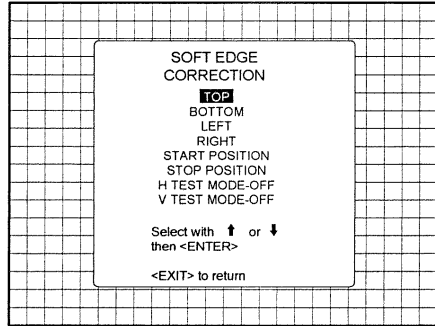 SOFT EDGE
CORRECTION
TOP
BOTTOM
LEFT
RIGHT
START POSITION
STOP POSITION
H TEST MODE-OFF
V TEST MODE-OFF
Select with ⬆ or ⬇
then <ENTER>
<EXIT> to return